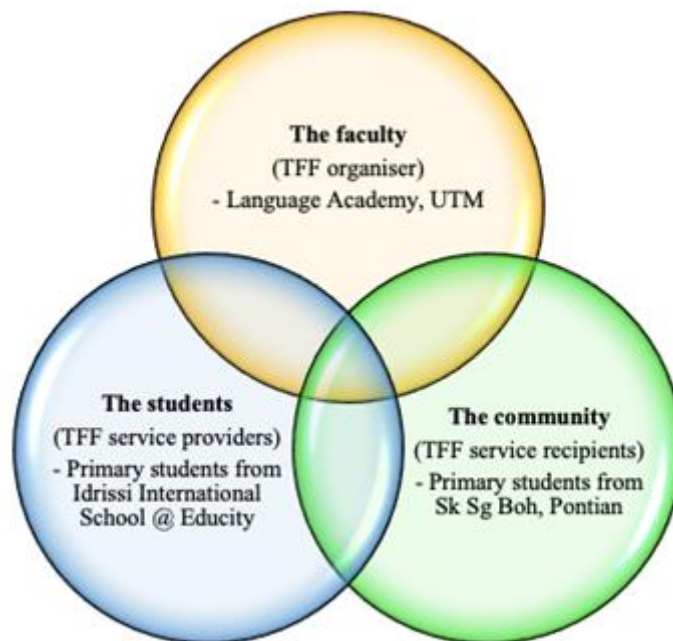 The faculty
(TFF organiser)
- Language Academy, UTM
The students
(TFF service providers)
- Primary students from
Idrissi International
School @ Educity
The community
(TFF service recipients)
- Primary students from
Sk Sg Boh, Pontian